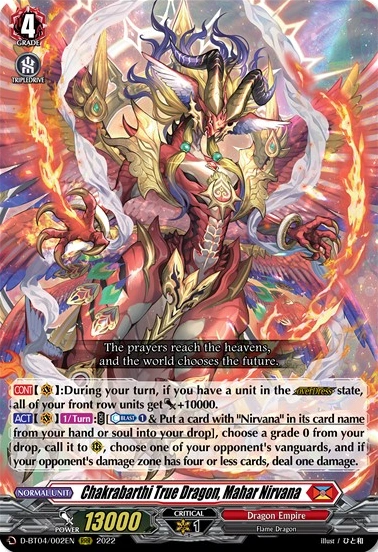 4
GRADE
TRIPLEDRIVE
The prayers reach the heavens,
and the world chooses the future.
CONT [ ]:During your turn, if you have a unit in the overDress state,
all of your front row units get +10000.
ACT [ ] 1/Turn : [ BLAST & Put a card with "Nirvana" in its card name
from your hand or soul into your drop], choose a grade 0 from your
drop, call it to , choose one of your opponent's vanguards, and if
your opponent's damage zone has four or less cards, deal one damage.
NORMAL UNIT Chakrabarthi True Dragon, Mahar Nirvana
POWER 13000 CRITICAL 1 Dragon Empire
Flame Dragon
D-BT04/002EN RRR 2022 Illust / ひと和